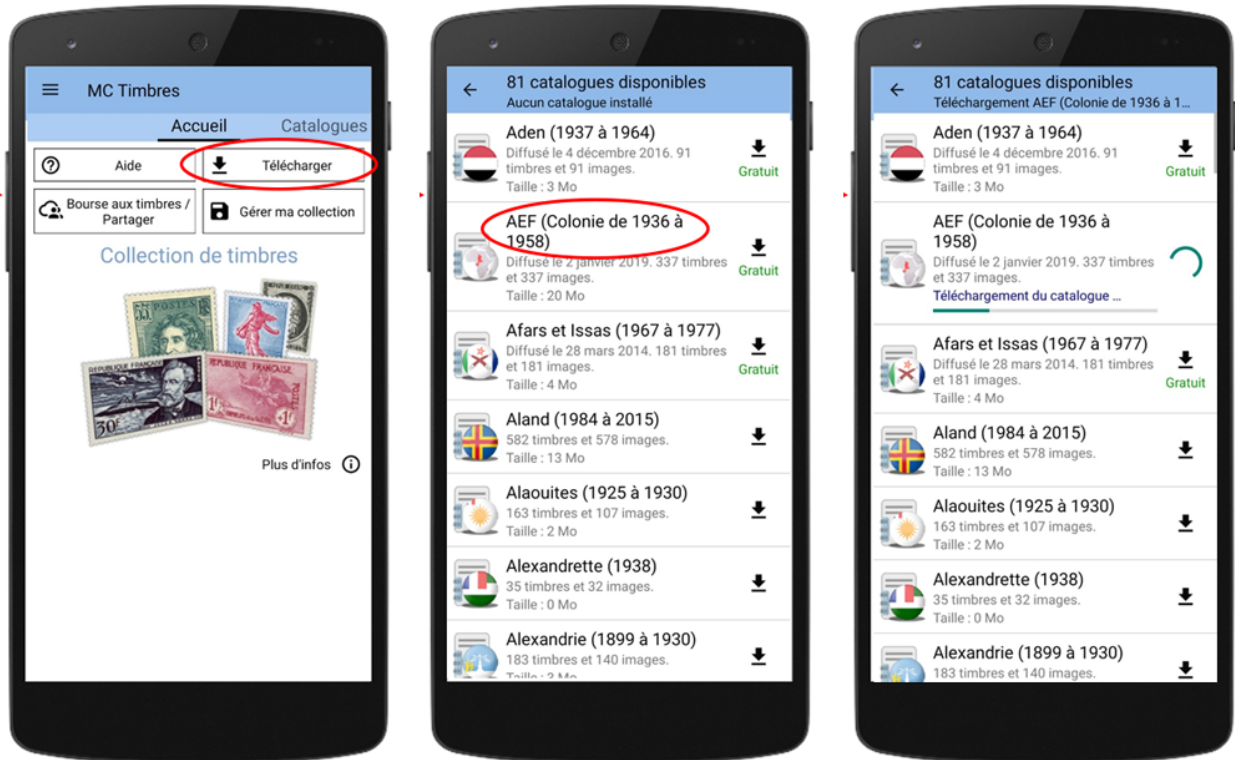 MC Timbres
Accueil
Catalogues
Aide
Télécharger
Bourse aux timbres /
Partager
Gérer ma collection
Collection de timbres
POSTES
REPUBLIQUE FRANÇAISE
REPUBLIQUE FRANÇAISE
30F
1F
+1F
Plus d'infos
81 catalogues disponibles
Aucun catalogue installé
Aden (1937 à 1964)
Diffusé le 4 décembre 2016. 91
timbres et 91 images.
Taille : 3 Mo
Gratuit
AEF (Colonie de 1936 à
1958)
Diffusé le 2 janvier 2019. 337 timbres
et 337 images.
Taille : 20 Mo
Gratuit
Afars et Issas (1967 à 1977)
Diffusé le 28 mars 2014. 181 timbres
et 181 images.
Taille : 4 Mo
Gratuit
Aland (1984 à 2015)
582 timbres et 578 images.
Taille : 13 Mo
Alaouites (1925 à 1930)
163 timbres et 107 images.
Taille : 2 Mo
Alexandrette (1938)
35 timbres et 32 images.
Taille : 0 Mo
Alexandrie (1899 à 1930)
183 timbres et 140 images.
Taille : 3 Mo
81 catalogues disponibles
Téléchargement AEF (Colonie de 1936 à 1...
Aden (1937 à 1964)
Diffusé le 4 décembre 2016. 91
timbres et 91 images.
Taille : 3 Mo
Gratuit
AEF (Colonie de 1936 à
1958)
Diffusé le 2 janvier 2019. 337 timbres
et 337 images.
Téléchargement du catalogue ...
Afars et Issas (1967 à 1977)
Diffusé le 28 mars 2014. 181 timbres
et 181 images.
Taille : 4 Mo
Gratuit
Aland (1984 à 2015)
582 timbres et 578 images.
Taille : 13 Mo
Alaouites (1925 à 1930)
163 timbres et 107 images.
Taille : 2 Mo
Alexandrette (1938)
35 timbres et 32 images.
Taille : 0 Mo
Alexandrie (1899 à 1930)
183 timbres et 140 images.